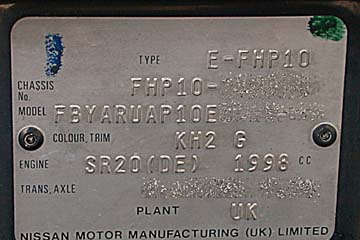 TYPE E-FHP10
CHASSIS No. FHP10-
MODEL FBYARUAP10E
COLOUR, TRIM KH2 G
ENGINE SR20(DE) 1998 CC
TRANS, AXLE
PLANT UK
NISSAN MOTOR MANUFACTURING (UK) LIMITED